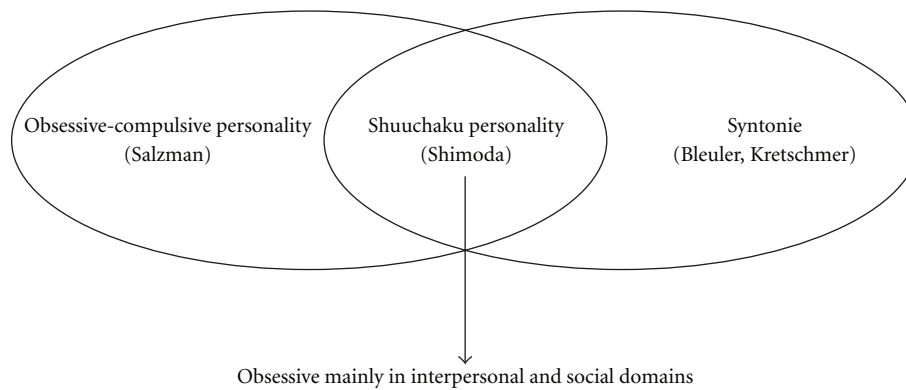 Obsessive-compulsive personality
(Salzman)
Shuuchaku personality
(Shimoda)
Syntonie
(Bleuler, Kretschmer)
Obsessive mainly in interpersonal and social domains